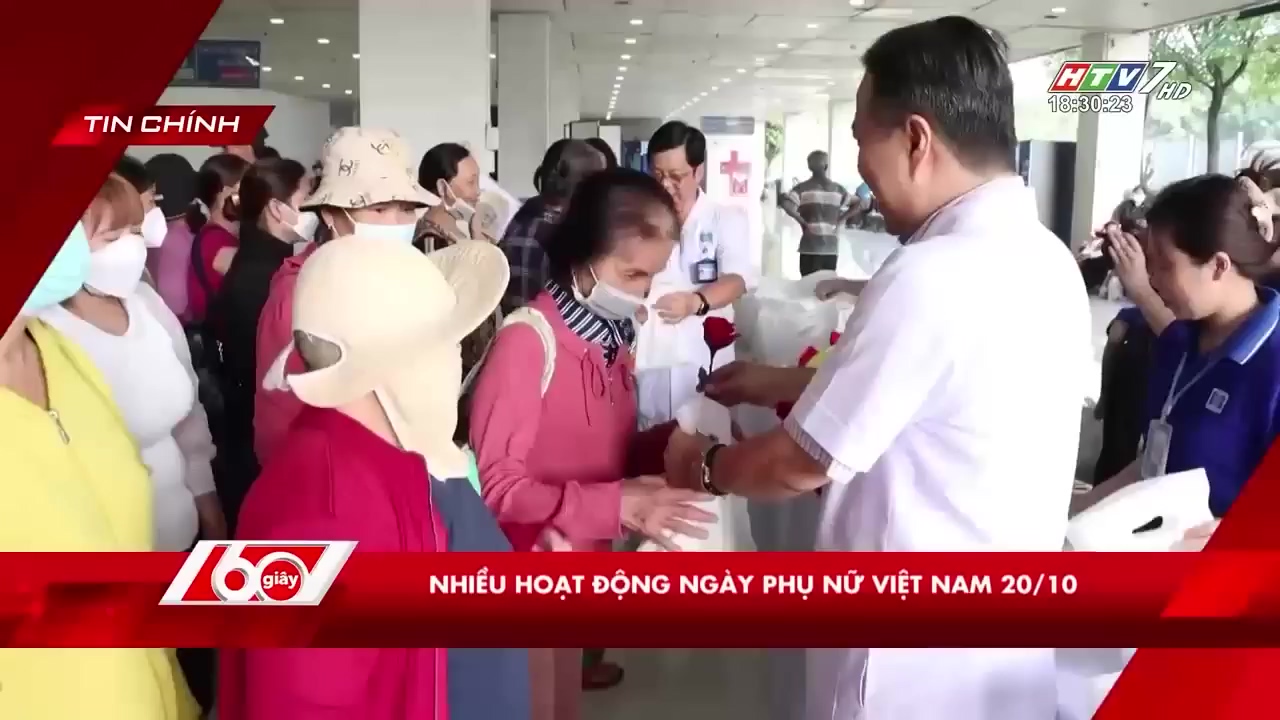 HTV7 HD
18:30:23
TIN CHÍNH
60 giây
NHIỀU HOẠT ĐỘNG NGÀY PHỤ NỮ VIỆT NAM 20/10